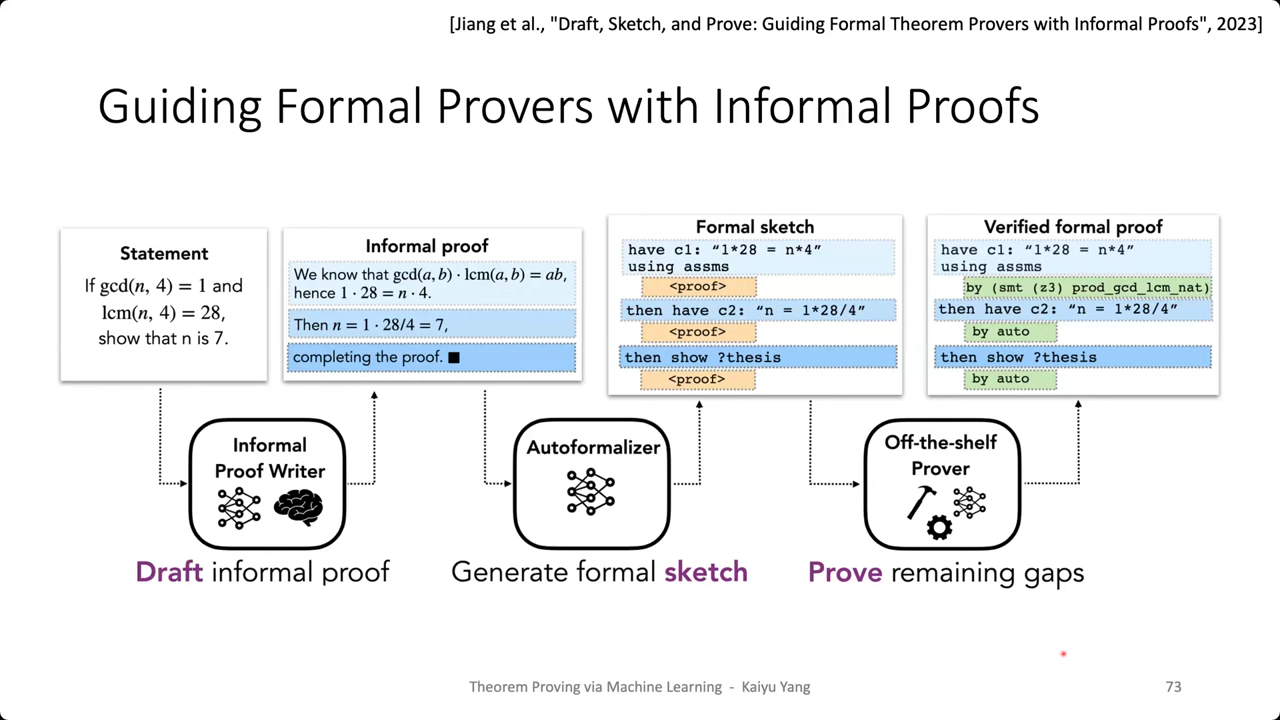 [Jiang et al., "Draft, Sketch, and Prove: Guiding Formal Theorem Provers with Informal Proofs", 2023]
Guiding Formal Provers with Informal Proofs
Statement
If gcd(n, 4) = 1 and
lcm(n, 4) = 28,
show that n is 7.
Informal proof
We know that gcd(a, b) · lcm(a, b) = ab,
hence 1 · 28 = n · 4.
Then n = 1 · 28/4 = 7,
completing the proof. ■
Formal sketch
have c1: “1*28 = n*4”
using assms
<proof>
then have c2: “n = 1*28/4”
<proof>
then show ?thesis
<proof>
Verified formal proof
have c1: “1*28 = n*4”
using assms
by (smt (z3) prod_gcd_lcm_nat)
then have c2: “n = 1*28/4”
by auto
then show ?thesis
by auto
Informal
Proof Writer
Autoformalizer
Off-the-shelf
Prover
Draft informal proof
Generate formal sketch
Prove remaining gaps
Theorem Proving via Machine Learning - Kaiyu Yang
73